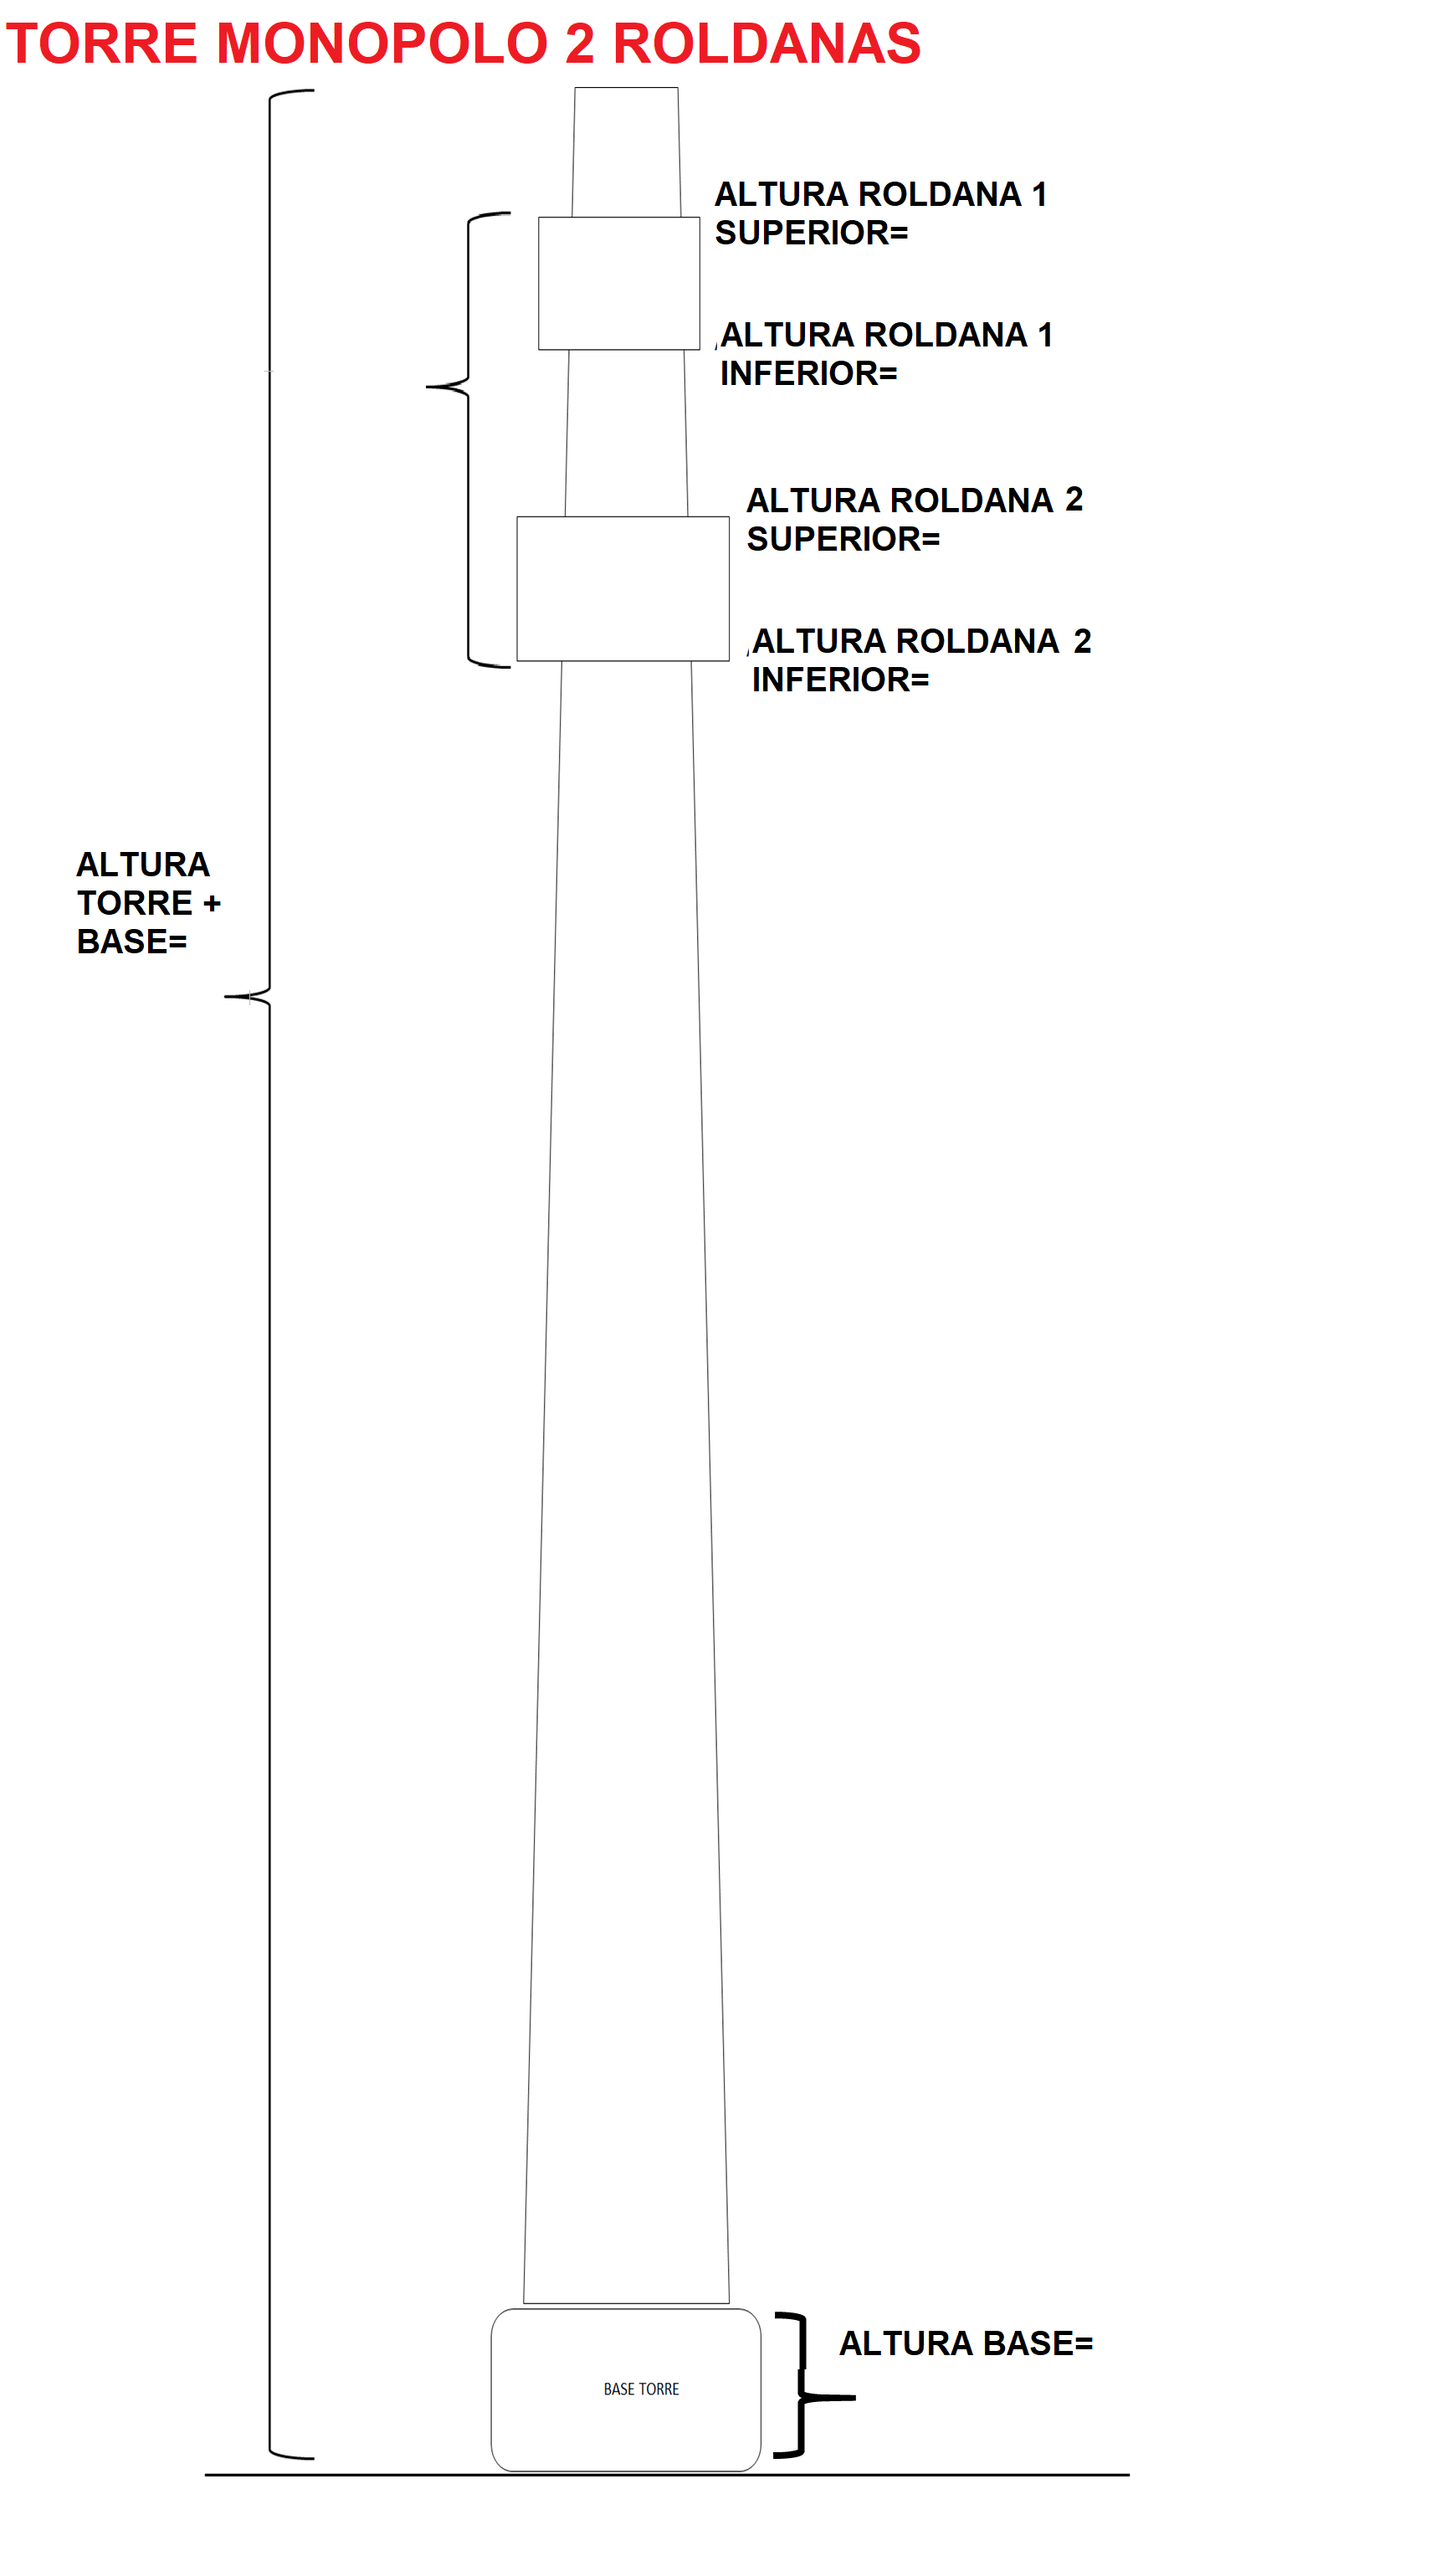 TORRE MONOPOLO 2 ROLDANAS
ALTURA ROLDANA 1
SUPERIOR=
ALTURA ROLDANA 1
INFERIOR=
ALTURA ROLDANA 2
SUPERIOR=
ALTURA ROLDANA 2
INFERIOR=
ALTURA
TORRE +
BASE=
ALTURA BASE=
BASE TORRE